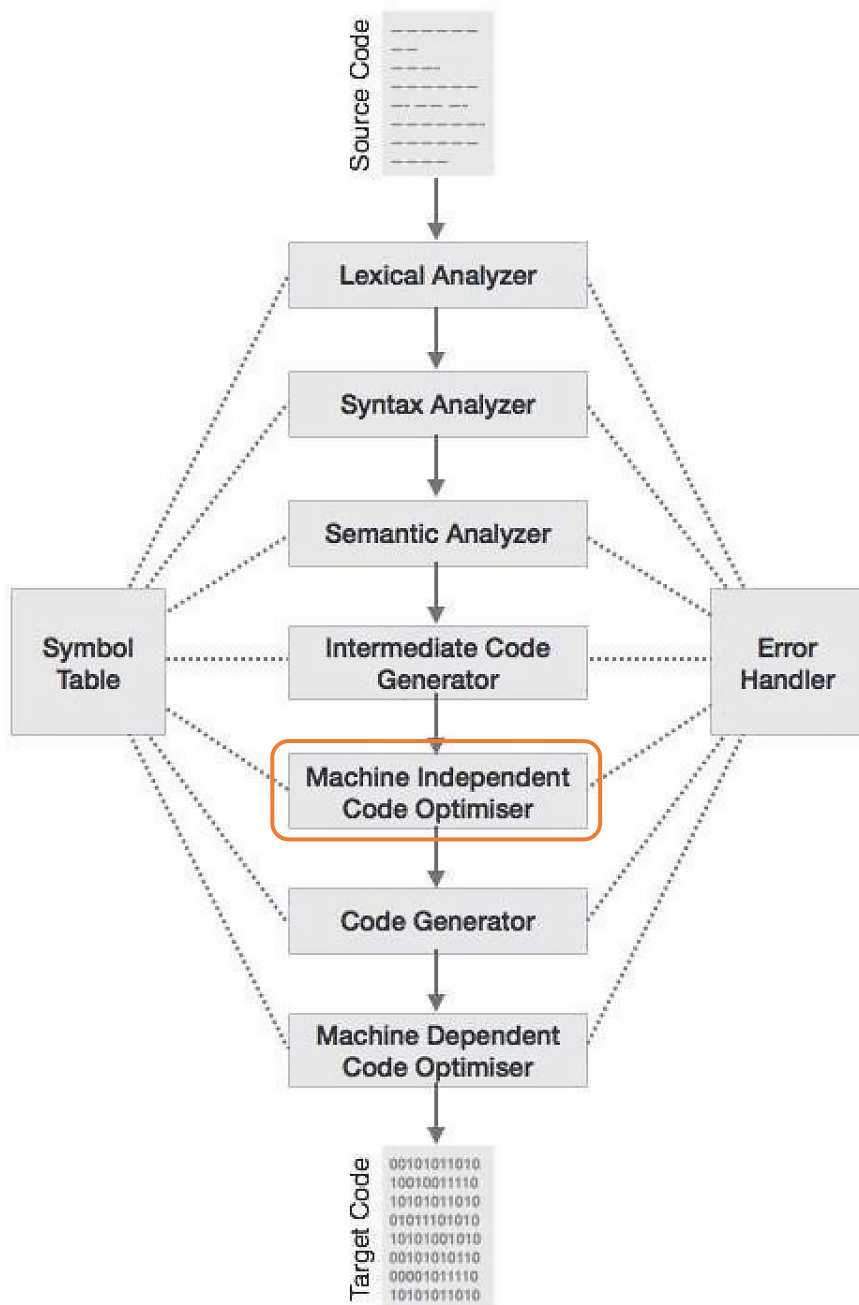 Source Code
Lexical Analyzer
Syntax Analyzer
Semantic Analyzer
Symbol
Table
Intermediate Code
Generator
Error
Handler
Machine Independent
Code Optimiser
Code Generator
Machine Dependent
Code Optimiser
Target Code
00101011010
10010011110
10101011010
01011101010
10101001010
00101010110
00001011110
10101011010